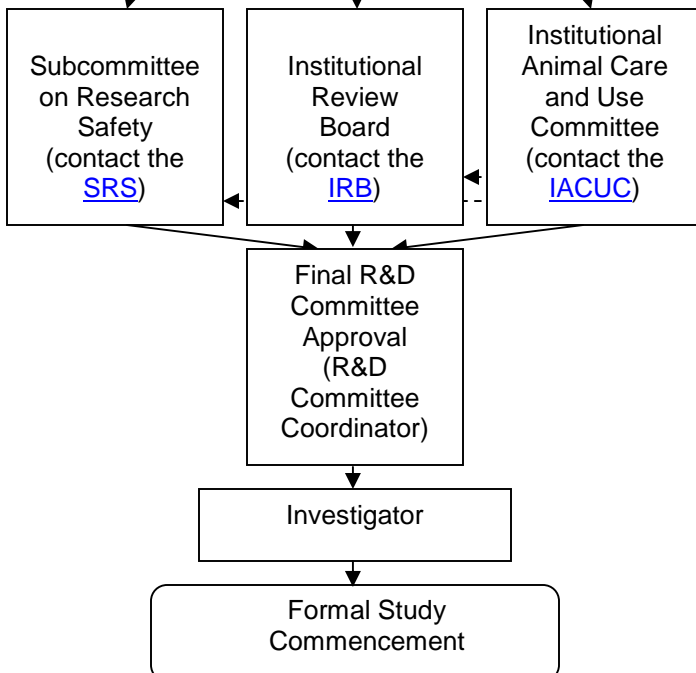 Subcommittee
on Research
Safety
(contact the
SRS)
Institutional
Review
Board
(contact the
IRB)
Institutional
Animal Care
and Use
Committee
(contact the
IACUC)
Final R&D
Committee
Approval
(R&D
Committee
Coordinator)
Investigator
Formal Study
Commencement